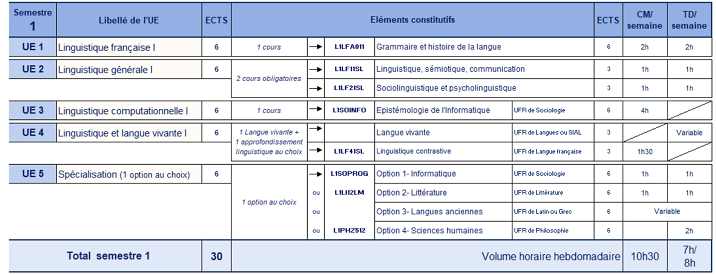 Semestre 1 Libellé de l'UE ECTS Eléments constitutifs ECTS CM/ semaine TD/ semaine
UE 1 Linguistique française I 6 1 cours L1LFA011 Grammaire et histoire de la langue 6 2h 2h
UE 2 Linguistique générale I 6 2 cours obligatoires L1LF11SL Linguistique, sémiotique, communication 3 1h 1h
L1LF21SL Sociolinguistique et psycholinguistique 3 1h 1h
UE 3 Linguistique computationnelle I 6 1 cours L1SOINFO Epistémologie de l'Informatique UFR de Sociologie 6 4h
UE 4 Linguistique et langue vivante I 6 1 Langue vivante + 1 approfondissement linguistique au choix Langue vivante UFR de Langues ou SIAL 3 Variable
L1LF41SL Linguistique contrastive UFR de Langue française 3 1h30
UE 5 Spécialisation (1 option au choix) 6 1 option au choix L1SOPROG Option 1- Informatique UFR de Sociologie 6 1h 1h
ou L1LI12LM Option 2- Littérature UFR de Littérature 6 1h 1h
ou Option 3- Langues anciennes UFR de Latin ou Grec 6 Variable
ou L1PHZ512 Option 4- Sciences humaines UFR de Philosophie 6 2h
Total semestre 1 30 Volume horaire hebdomadaire 10h30 7h/ 8h